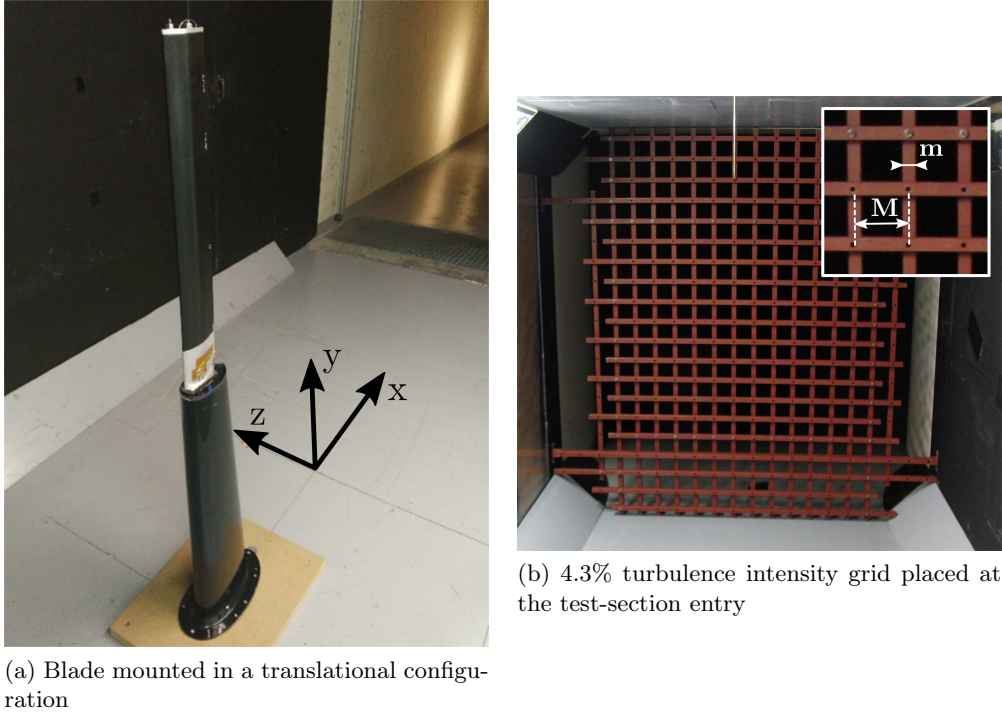 y
x
z
m
M
(a) Blade mounted in a translational configu-
ration
(b) 4.3% turbulence intensity grid placed at
the test-section entry